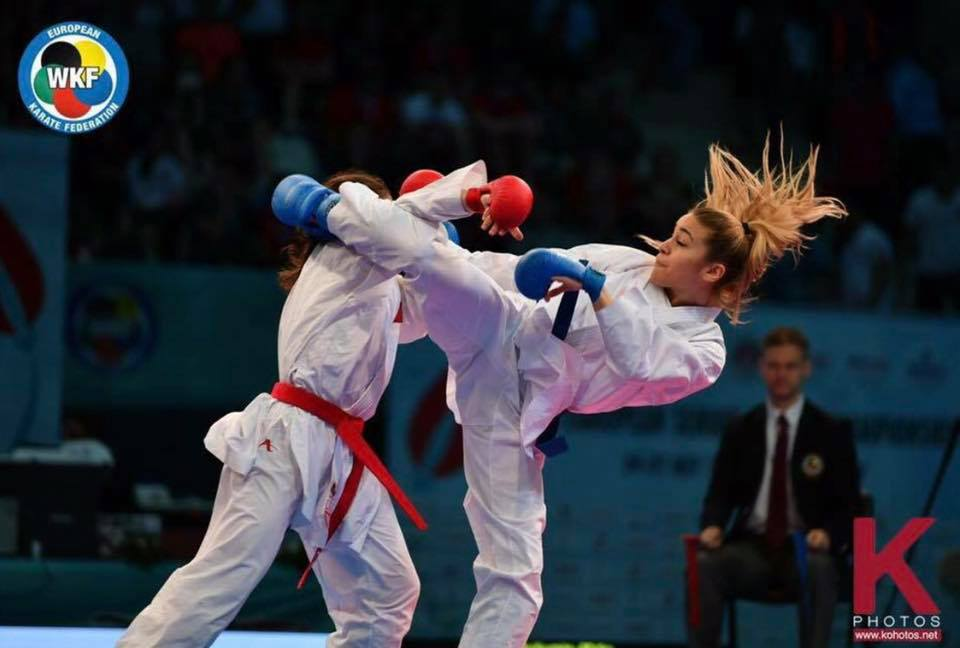 EUROPEAN
WKF
KARATE FEDERATION
K
PHOTOS
www.kohotos.net